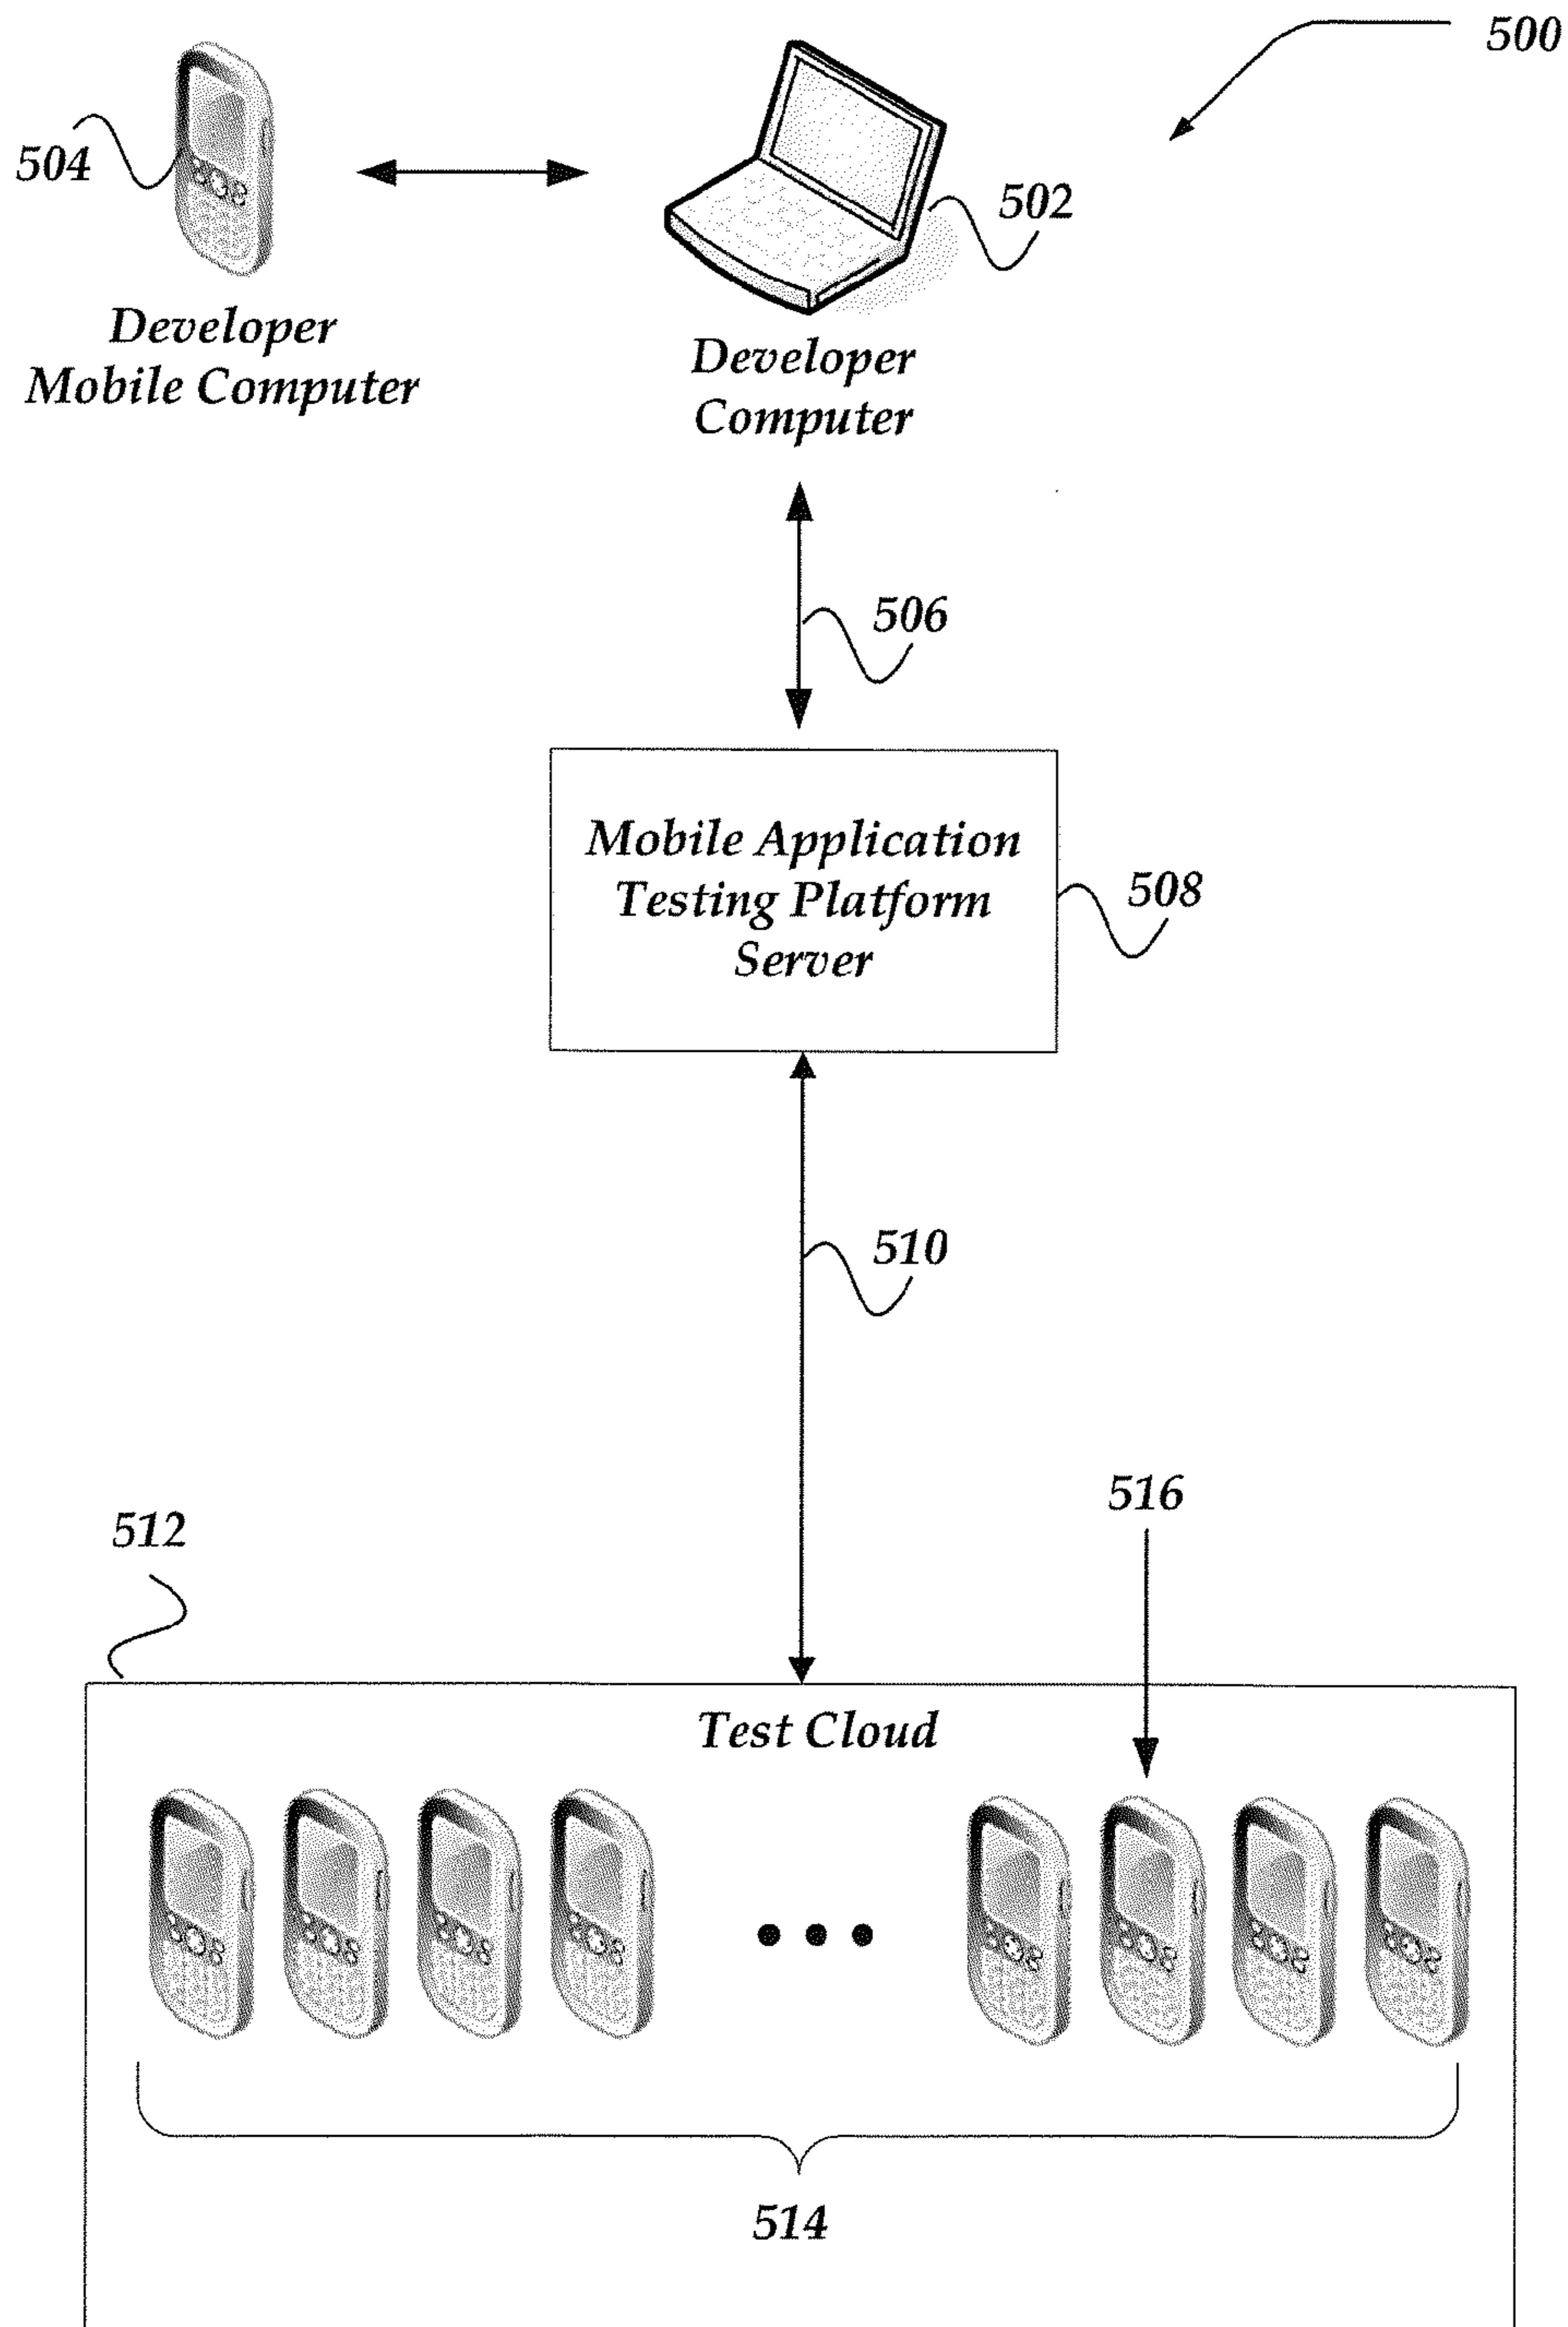 500
504
502
Developer
Mobile Computer
Developer
Computer
506
Mobile Application
Testing Platform
Server
508
510
516
512
Test Cloud
514